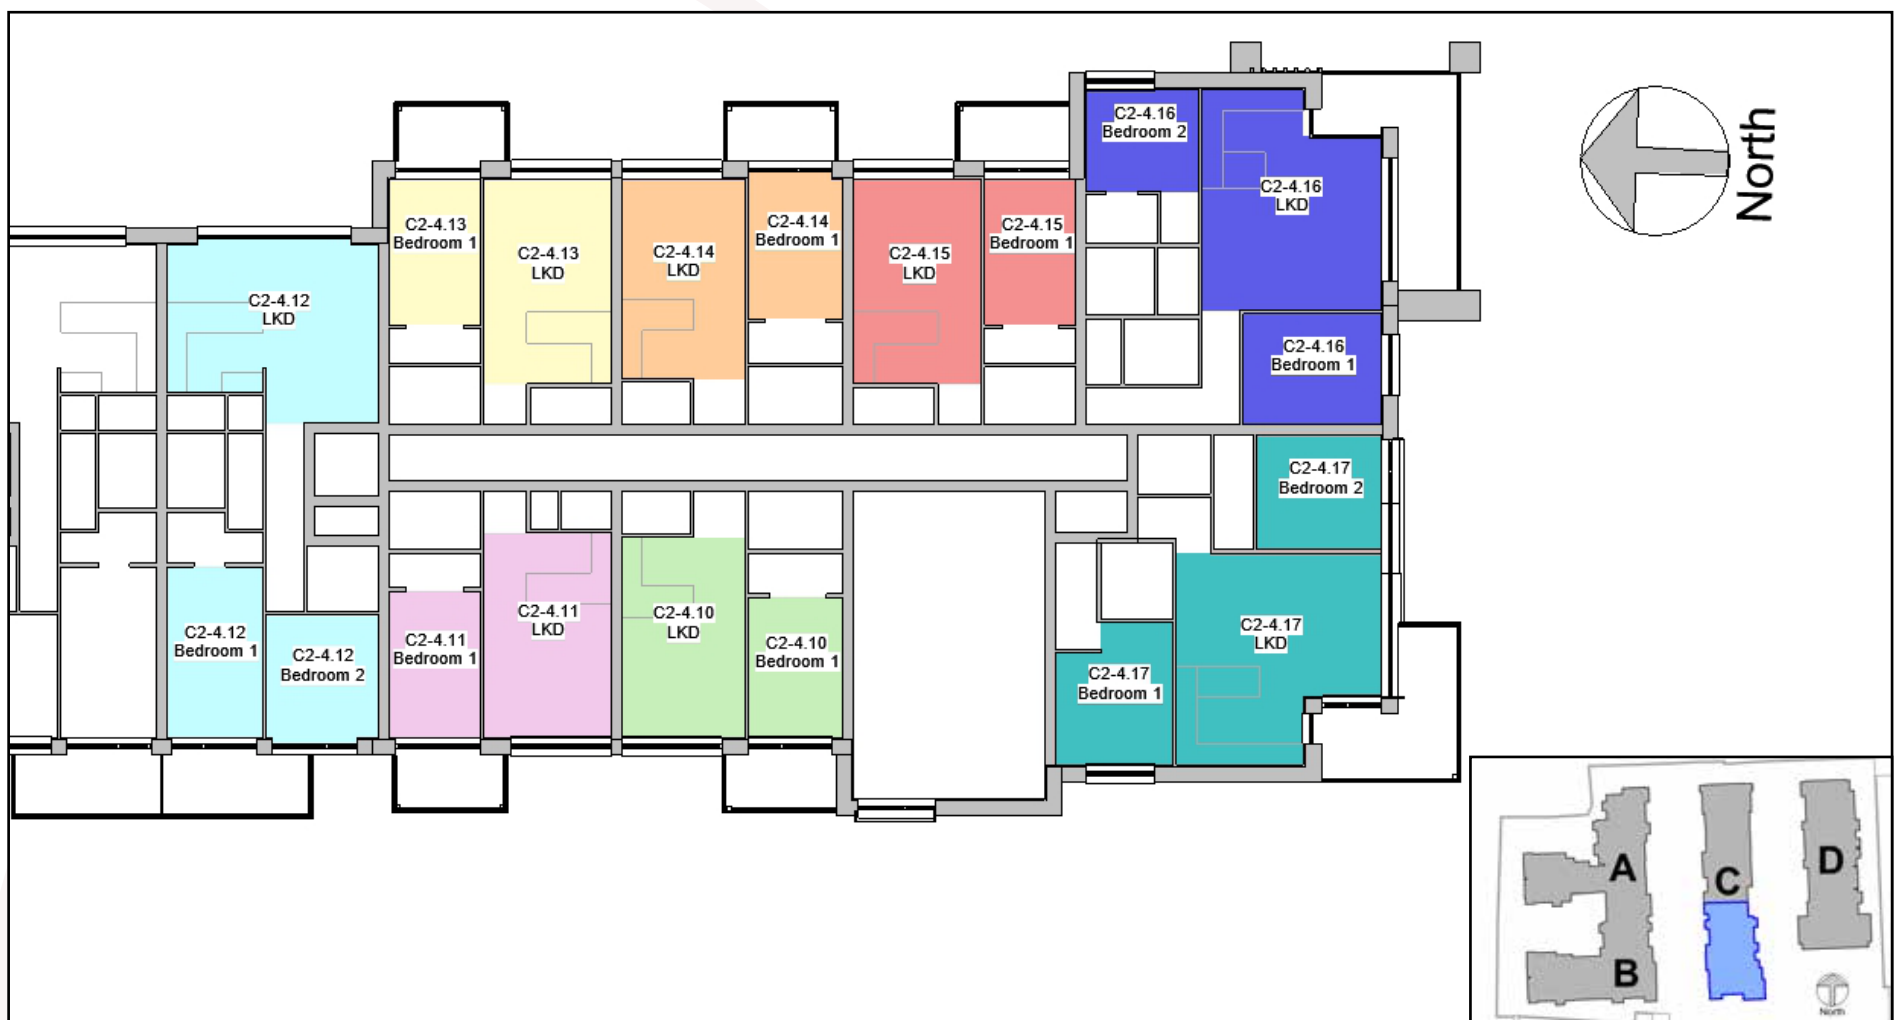 C2-4.16
Bedroom 2
C2-4.16
LKD
North
C2-4.13
Bedroom 1
C2-4.13
LKD
C2-4.14
LKD
C2-4.14
Bedroom 1
C2-4.15
LKD
C2-4.15
Bedroom 1
C2-4.12
LKD
C2-4.16
Bedroom 1
C2-4.17
Bedroom 2
C2-4.12
Bedroom 1
C2-4.12
Bedroom 2
C2-4.11
Bedroom 1
C2-4.11
LKD
C2-4.10
LKD
C2-4.10
Bedroom 1
C2-4.17
Bedroom 1
C2-4.17
LKD
A
C
D
B
North